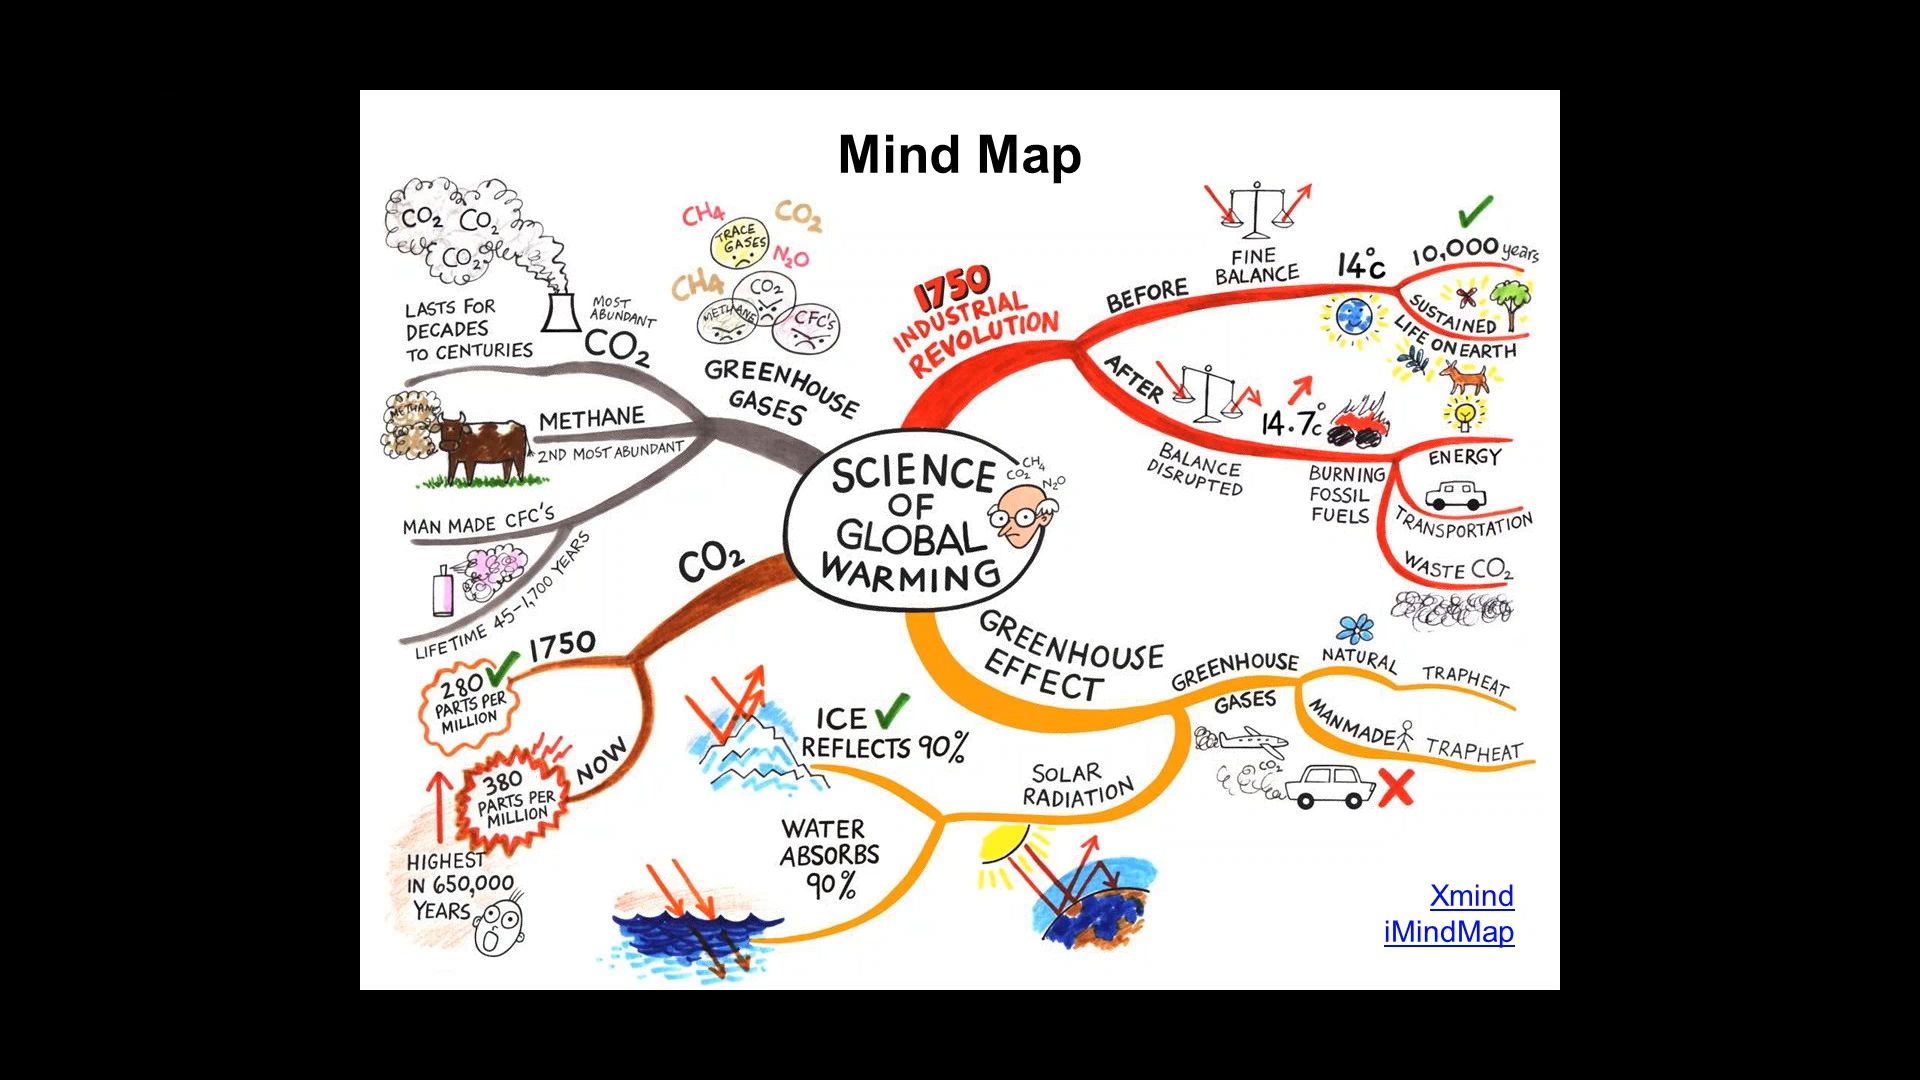 Mind Map
SCIENCE
OF
GLOBAL
WARMING
CH4
CO2
N2O
1750
INDUSTRIAL
REVOLUTION
BEFORE
FINE
BALANCE
14°c
10,000 years
SUSTAINED
LIFE ON EARTH
AFTER
BALANCE
DISRUPTED
14.7°c
BURNING
FOSSIL
FUELS
ENERGY
TRANSPORTATION
WASTE CO2
GREENHOUSE
EFFECT
GREENHOUSE
GASES
NATURAL
TRAPHEAT
MANMADE
TRAPHEAT
CO2
SOLAR
RADIATION
ICE
REFLECTS 90%
WATER
ABSORBS
90%
CO2
1750
280
PARTS PER
MILLION
NOW
380
PARTS PER
MILLION
HIGHEST
IN 650,000
YEARS
GREENHOUSE
GASES
CH4
CO2
TRACE
GASES
N2O
CH4
CO2
METHANE
CFC's
MOST
ABUNDANT
CO2
CO2
CO2
CO2
LASTS FOR
DECADES
TO CENTURIES
METHANE
2ND MOST ABUNDANT
METHANE
MAN MADE CFC'S
LIFETIME 45-1,700 YEARS
Xmind
iMindMap